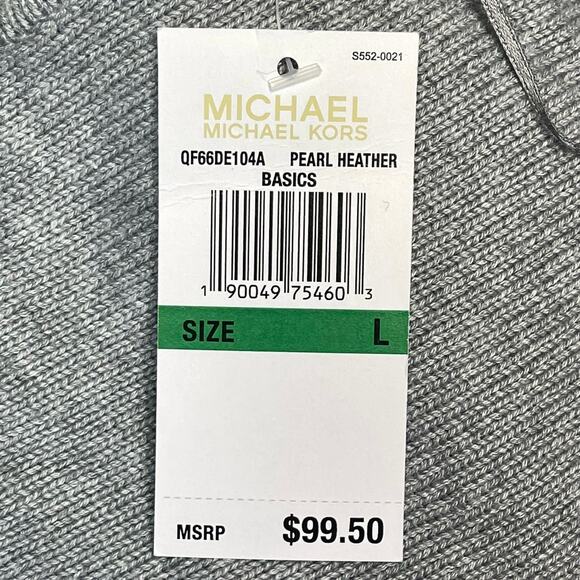 S552-0021
MICHAEL
MICHAEL KORS
QF66DE104A PEARL HEATHER
BASICS
1 90049 75460 3
SIZE L
MSRP $99.50